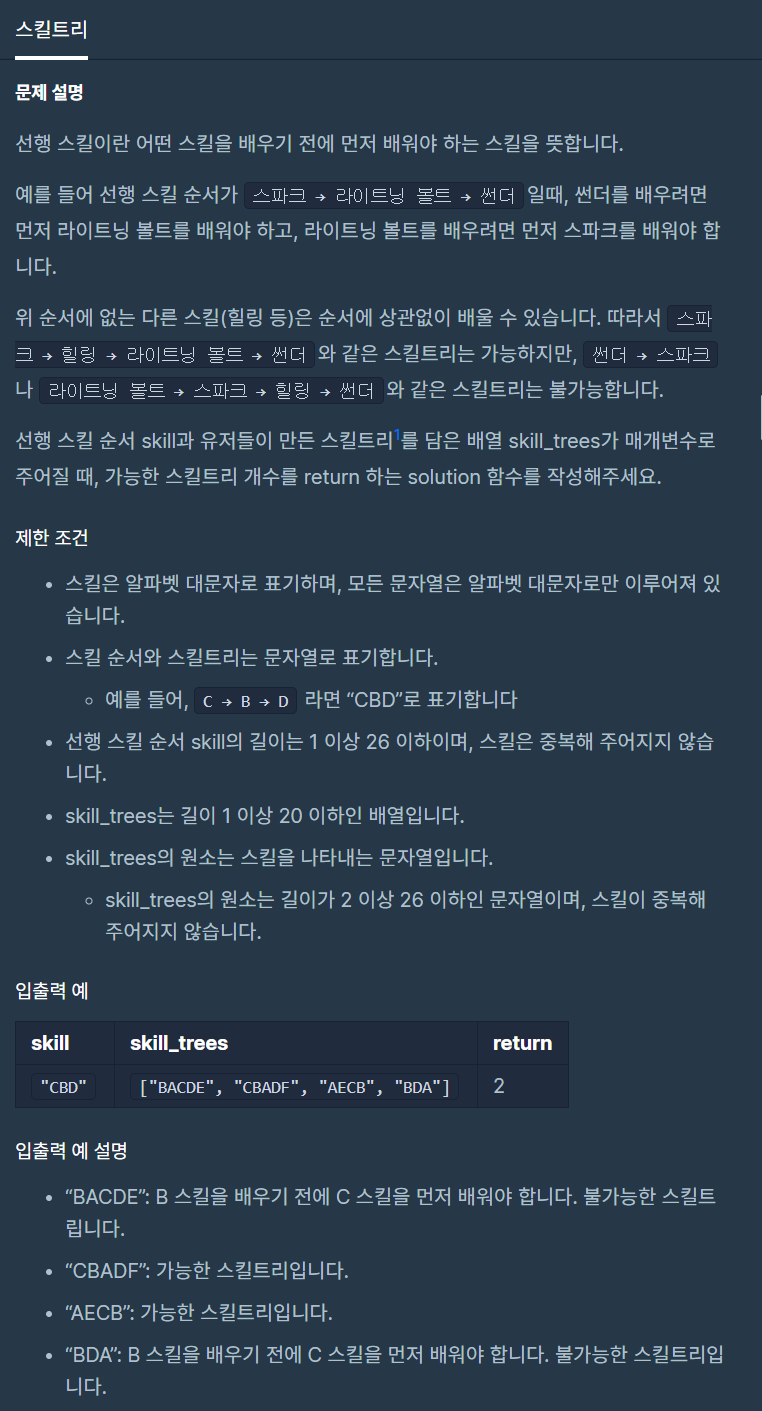 스킬트리
문제 설명
선행 스킬이란 어떤 스킬을 배우기 전에 먼저 배워야 하는 스킬을 뜻합니다.
예를 들어 선행 스킬 순서가 스파크 → 라이트닝 볼트 → 썬더 일때, 썬더를 배우려면
먼저 라이트닝 볼트를 배워야 하고, 라이트닝 볼트를 배우려면 먼저 스파크를 배워야 합
니다.
위 순서에 없는 다른 스킬(힐링 등)은 순서에 상관없이 배울 수 있습니다. 따라서 스파
크 → 힐링 → 라이트닝 볼트 → 썬더 와 같은 스킬트리는 가능하지만, 썬더 → 스파크
나 라이트닝 볼트 → 스파크 → 힐링 → 썬더 와 같은 스킬트리는 불가능합니다.
선행 스킬 순서 skill과 유저들이 만든 스킬트리1를 담은 배열 skill_trees가 매개변수로
주어질 때, 가능한 스킬트리 개수를 return 하는 solution 함수를 작성해주세요.
제한 조건
• 스킬은 알파벳 대문자로 표기하며, 모든 문자열은 알파벳 대문자로만 이루어져 있
습니다.
• 스킬 순서와 스킬트리는 문자열로 표기합니다.
◦ 예를 들어, C → B → D 라면 “CBD”로 표기합니다
• 선행 스킬 순서 skill의 길이는 1 이상 26 이하이며, 스킬은 중복해 주어지지 않습
니다.
• skill_trees는 길이 1 이상 20 이하인 배열입니다.
• skill_trees의 원소는 스킬을 나타내는 문자열입니다.
◦ skill_trees의 원소는 길이가 2 이상 26 이하인 문자열이며, 스킬이 중복해
주어지지 않습니다.
입출력 예
skill skill_trees return
"CBD" ["BACDE", "CBADF", "AECB", "BDA"] 2
입출력 예 설명
• “BACDE”: B 스킬을 배우기 전에 C 스킬을 먼저 배워야 합니다. 불가능한 스킬트
립니다.
• “CBADF”: 가능한 스킬트리입니다.
• “AECB”: 가능한 스킬트리입니다.
• “BDA”: B 스킬을 배우기 전에 C 스킬을 먼저 배워야 합니다. 불가능한 스킬트리입
니다.